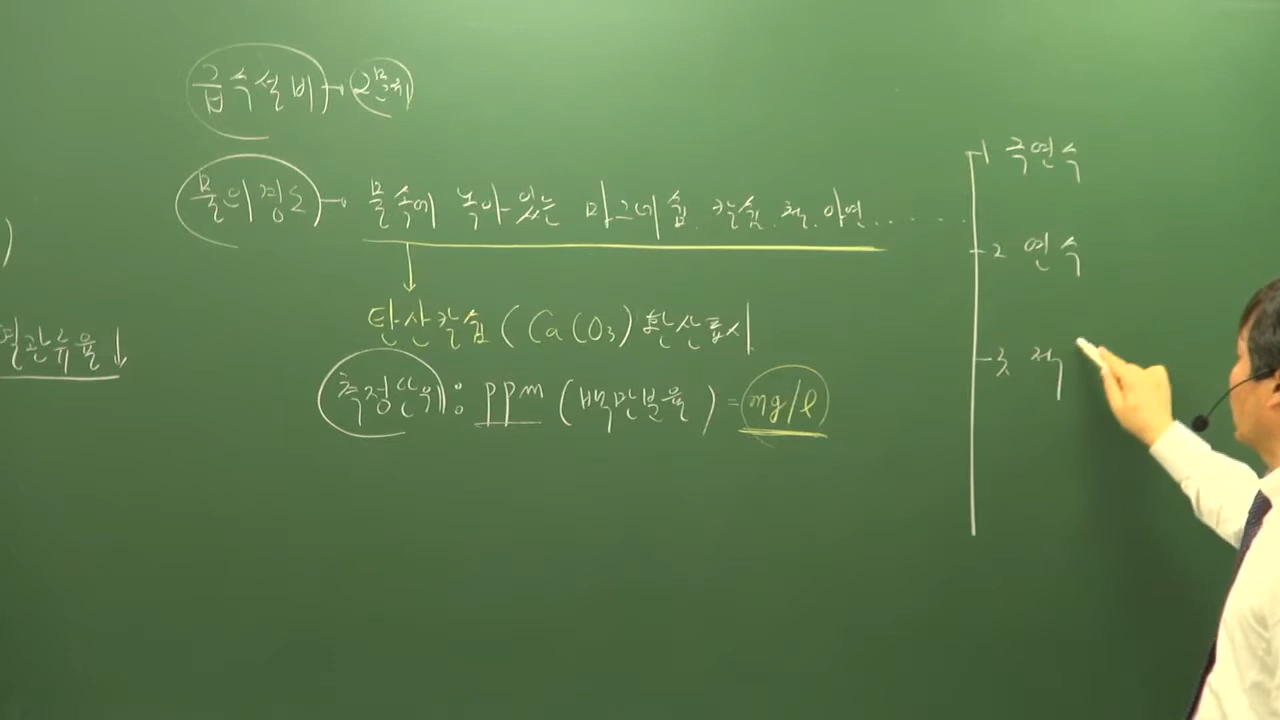 급수설비 → 2문제
물의경도 → 물속에 녹아있는 마그네슘. 칼슘. 철. 아연.......
탄산칼슘 (CaCO₃) 환산표시
측정단위 : ppm (백만분율) = mg/ℓ
열관류율↓
)
1 극연수
2 연수
3 적